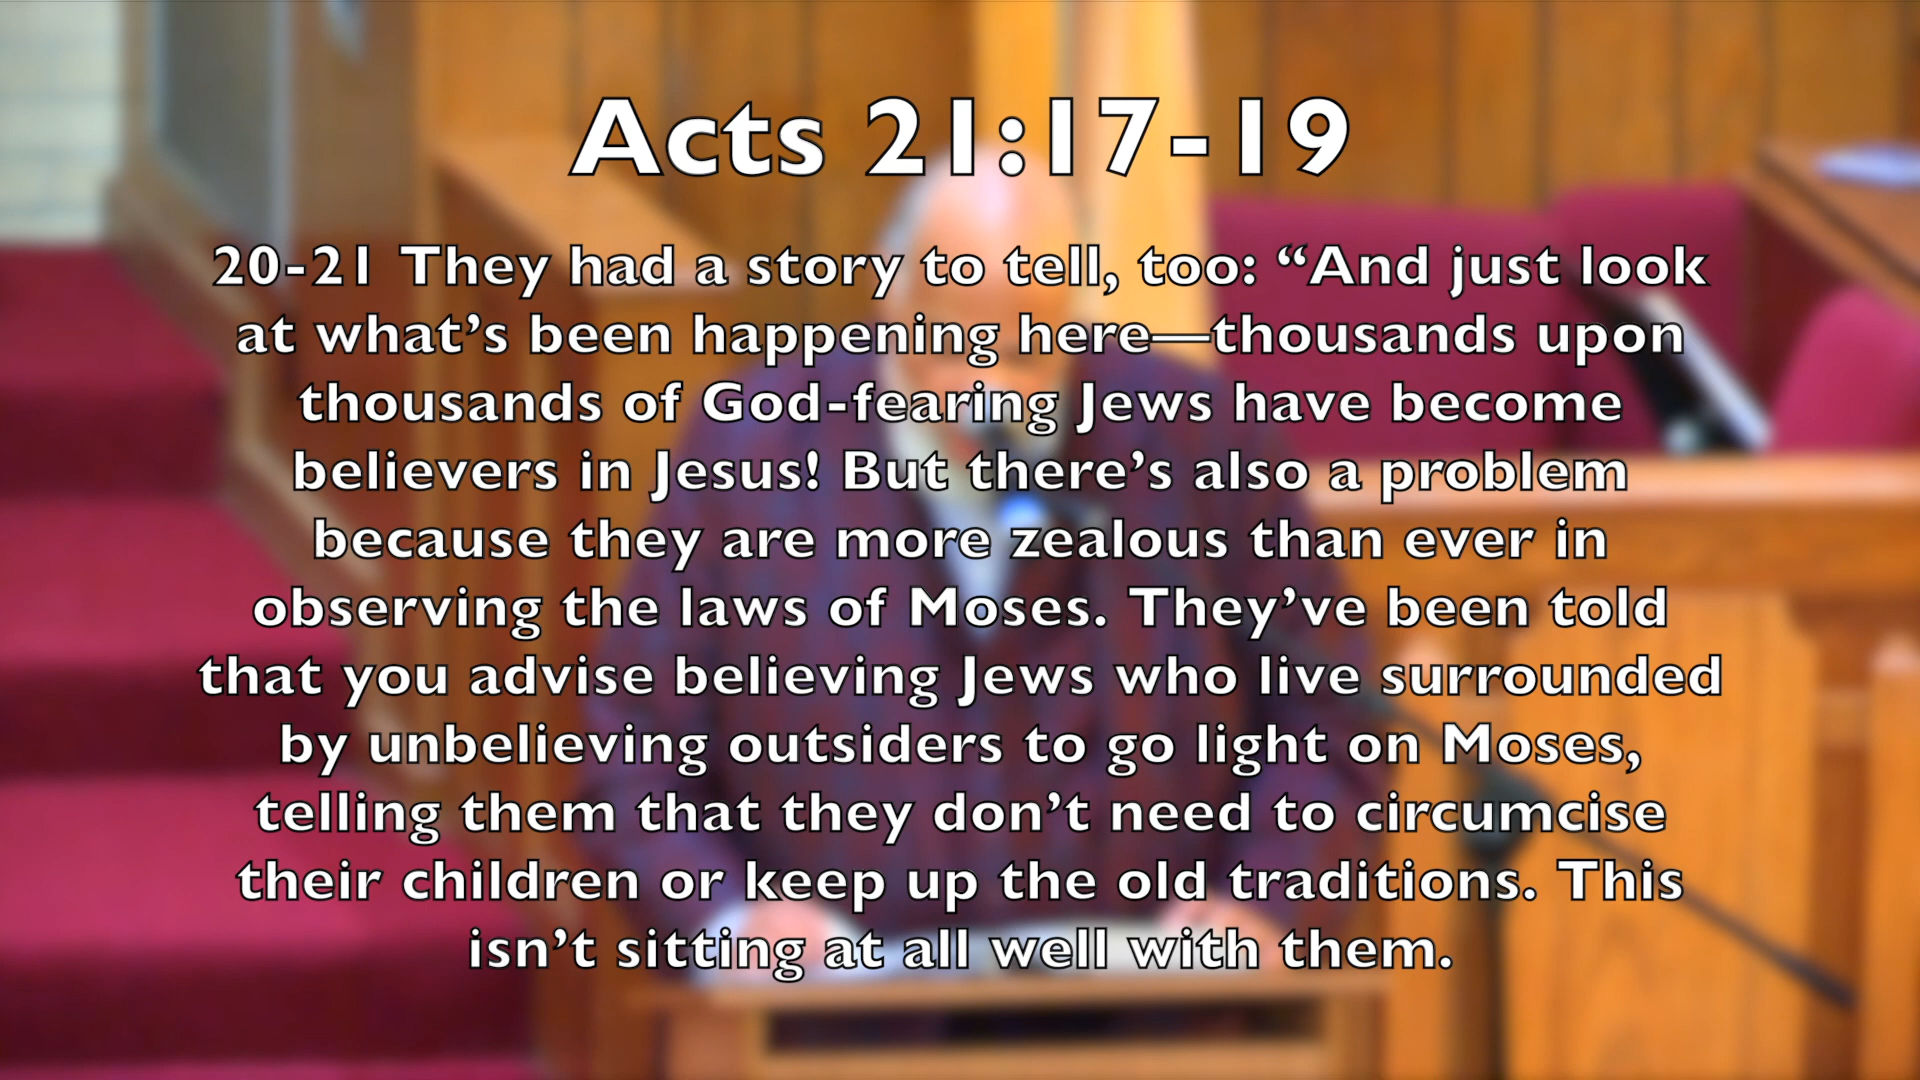 Acts 21:17-19
20-21 They had a story to tell, too: “And just look
at what’s been happening here—thousands upon
thousands of God-fearing Jews have become
believers in Jesus! But there’s also a problem
because they are more zealous than ever in
observing the laws of Moses. They’ve been told
that you advise believing Jews who live surrounded
by unbelieving outsiders to go light on Moses,
telling them that they don’t need to circumcise
their children or keep up the old traditions. This
isn’t sitting at all well with them.